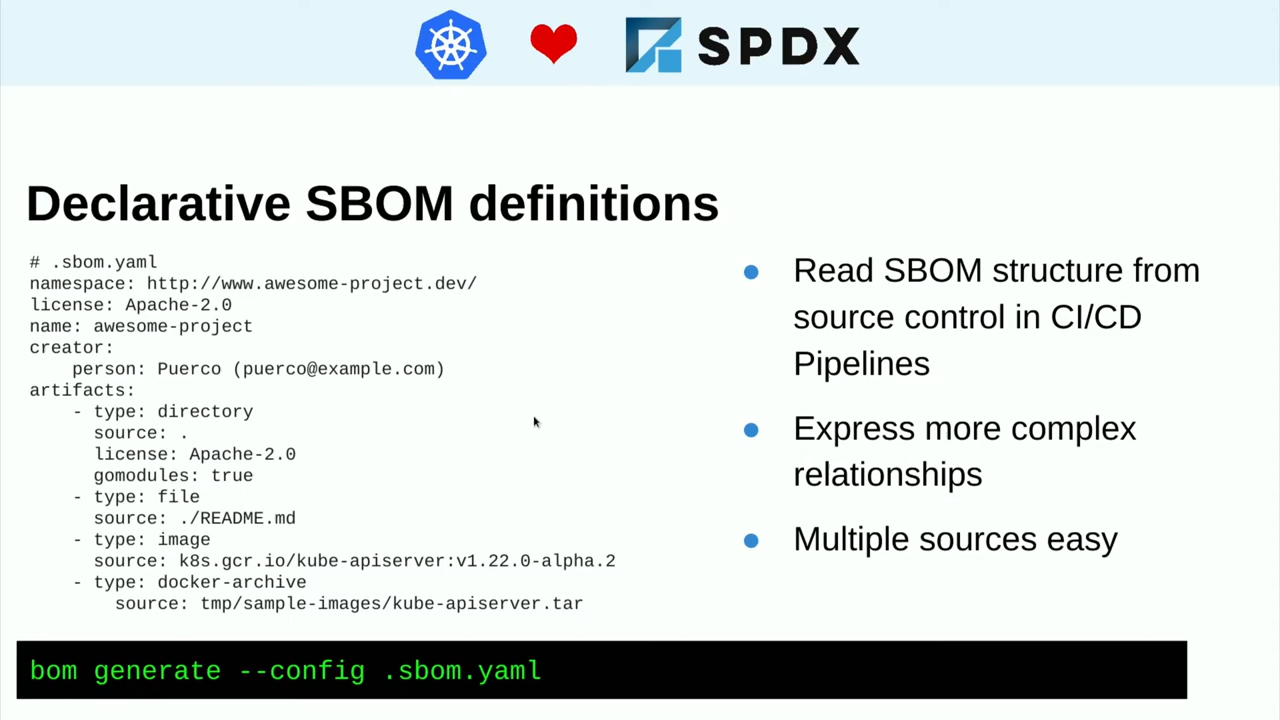 SPDX
Declarative SBOM definitions
# .sbom.yaml
namespace: http://www.awesome-project.dev/
license: Apache-2.0
name: awesome-project
creator:
    person: Puerco (puerco@example.com)
artifacts:
    - type: directory
      source: .
      license: Apache-2.0
      gomodules: true
    - type: file
      source: ./README.md
    - type: image
      source: k8s.gcr.io/kube-apiserver:v1.22.0-alpha.2
    - type: docker-archive
        source: tmp/sample-images/kube-apiserver.tar
● Read SBOM structure from
source control in CI/CD
Pipelines
● Express more complex
relationships
● Multiple sources easy
bom generate --config .sbom.yaml